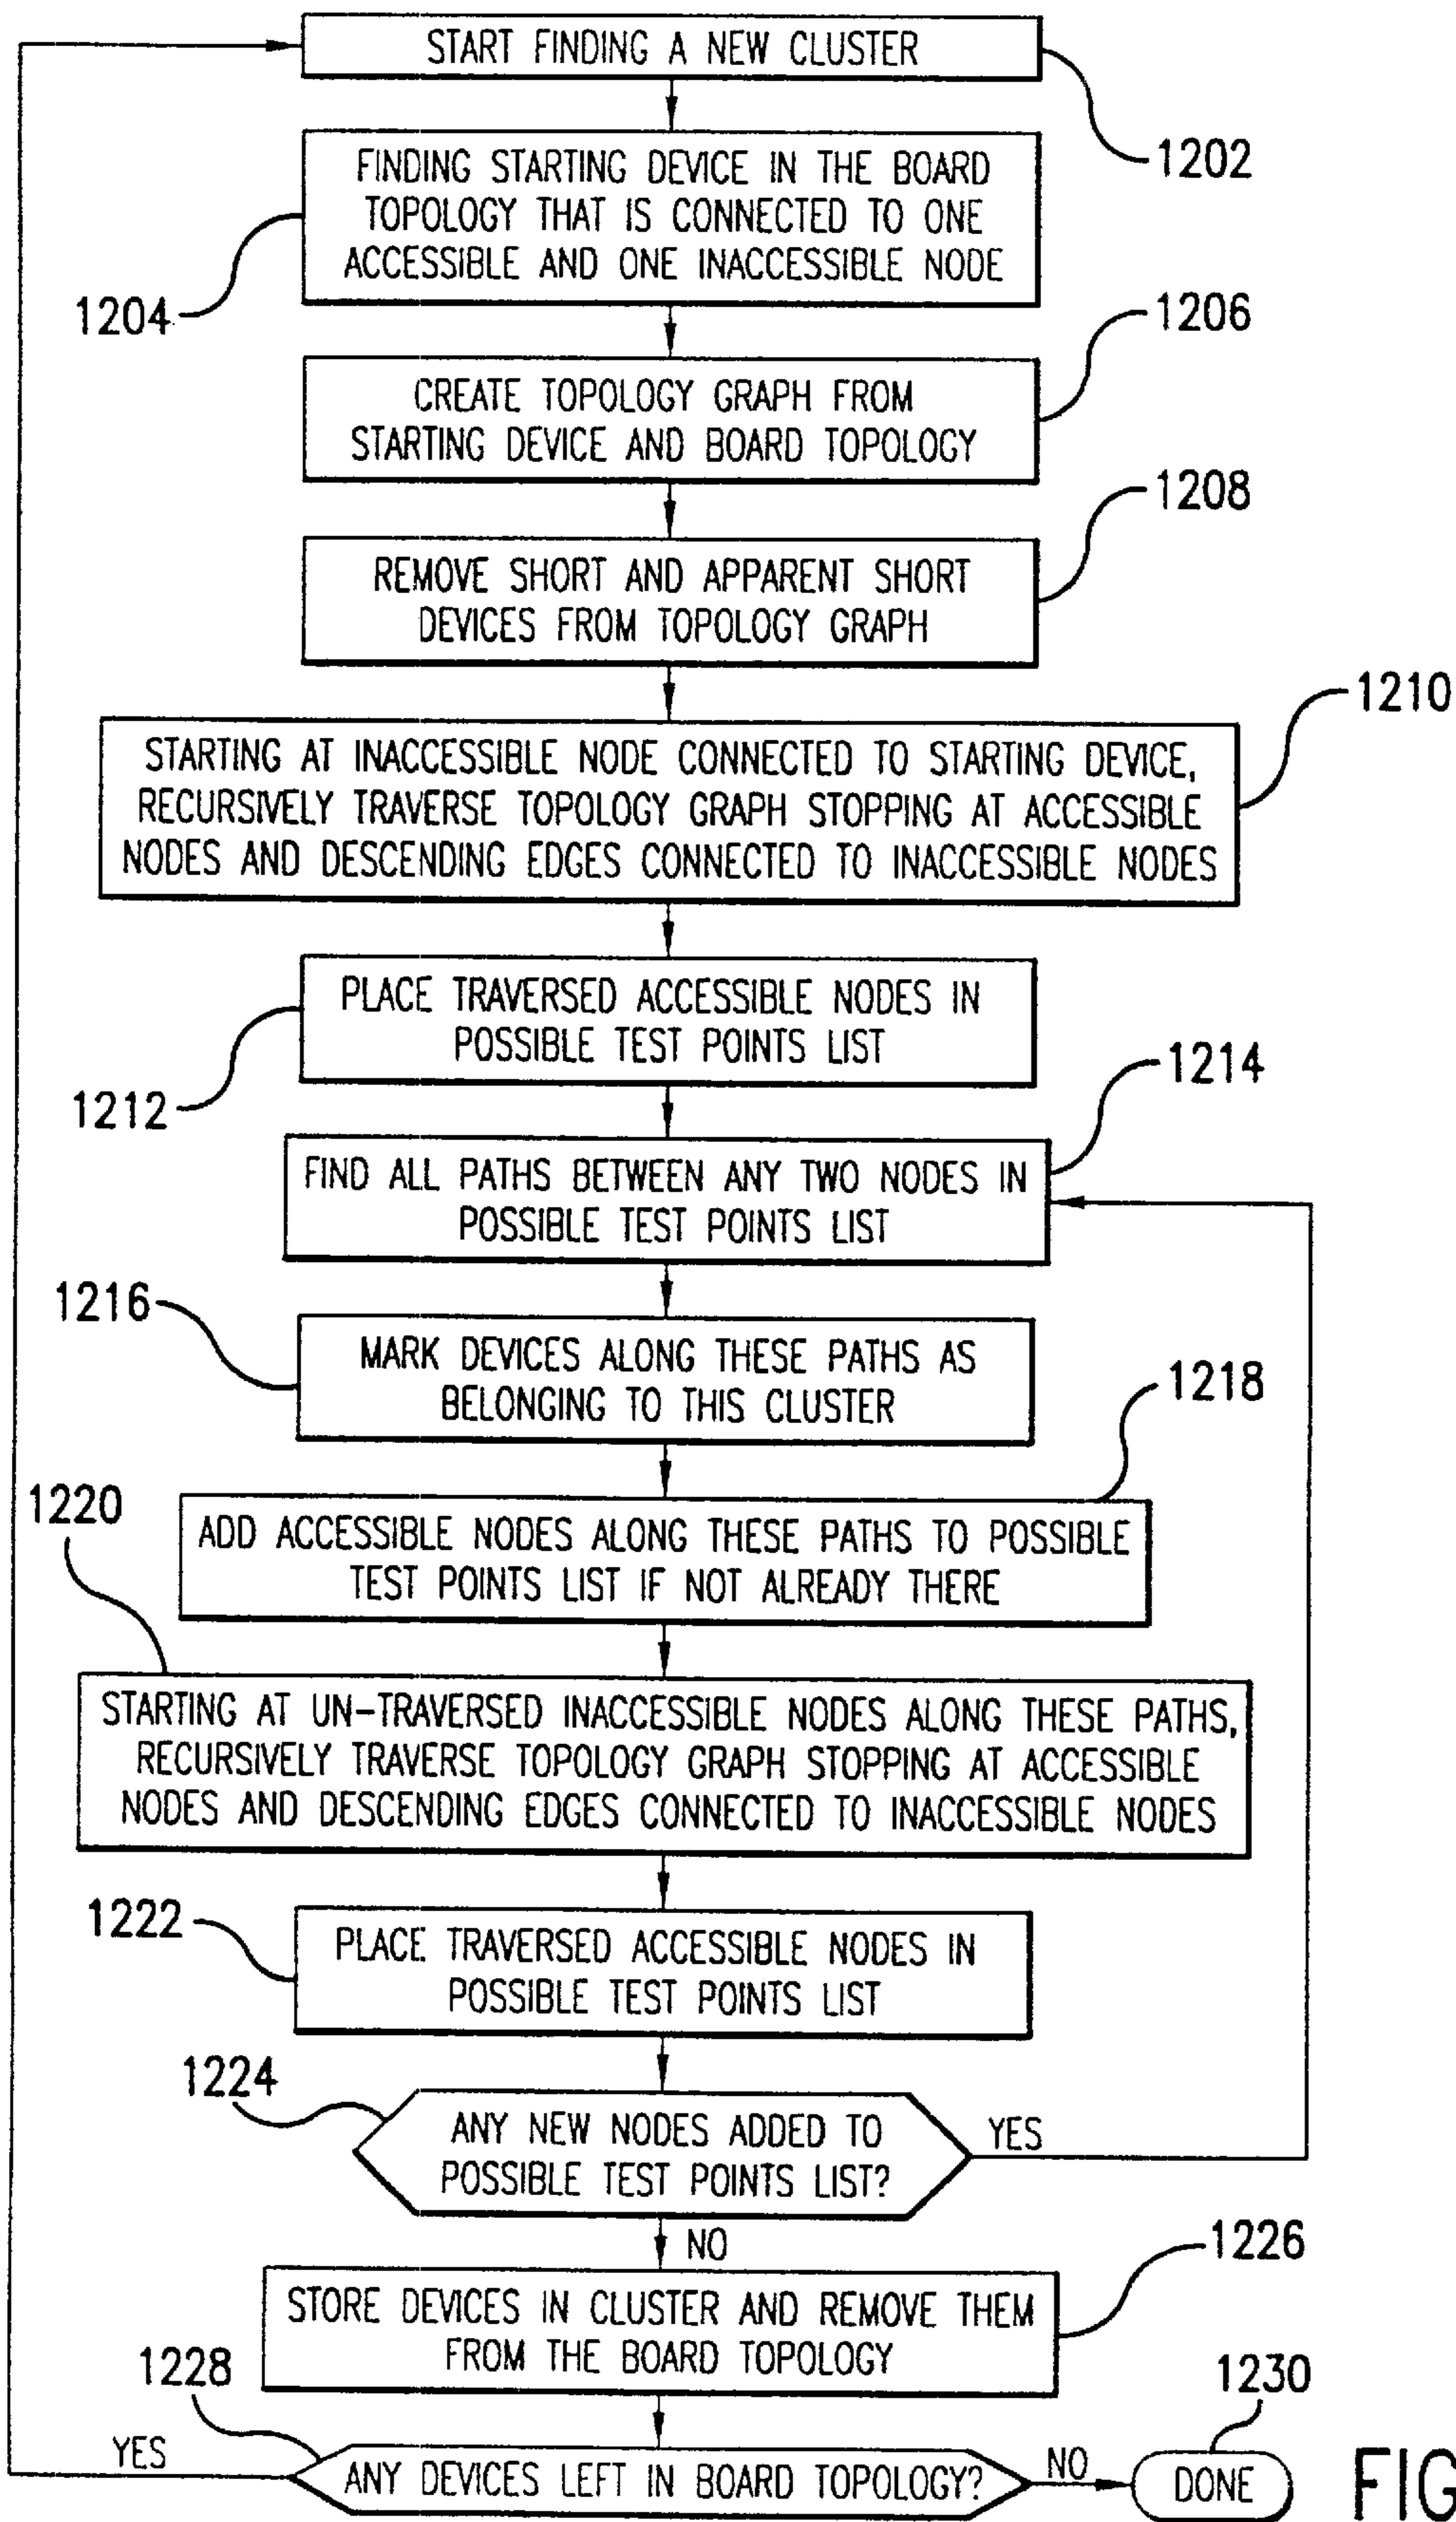 START FINDING A NEW CLUSTER
1202
FINDING STARTING DEVICE IN THE BOARD
TOPOLOGY THAT IS CONNECTED TO ONE
ACCESSIBLE AND ONE INACCESSIBLE NODE
1204
1206
CREATE TOPOLOGY GRAPH FROM
STARTING DEVICE AND BOARD TOPOLOGY
1208
REMOVE SHORT AND APPARENT SHORT
DEVICES FROM TOPOLOGY GRAPH
1210
STARTING AT INACCESSIBLE NODE CONNECTED TO STARTING DEVICE,
RECURSIVELY TRAVERSE TOPOLOGY GRAPH STOPPING AT ACCESSIBLE
NODES AND DESCENDING EDGES CONNECTED TO INACCESSIBLE NODES
PLACE TRAVERSED ACCESSIBLE NODES IN
POSSIBLE TEST POINTS LIST
1212
1214
FIND ALL PATHS BETWEEN ANY TWO NODES IN
POSSIBLE TEST POINTS LIST
1216
MARK DEVICES ALONG THESE PATHS AS
BELONGING TO THIS CLUSTER
1218
1220
ADD ACCESSIBLE NODES ALONG THESE PATHS TO POSSIBLE
TEST POINTS LIST IF NOT ALREADY THERE
STARTING AT UN-TRAVERSED INACCESSIBLE NODES ALONG THESE PATHS,
RECURSIVELY TRAVERSE TOPOLOGY GRAPH STOPPING AT ACCESSIBLE
NODES AND DESCENDING EDGES CONNECTED TO INACCESSIBLE NODES
1222
PLACE TRAVERSED ACCESSIBLE NODES IN
POSSIBLE TEST POINTS LIST
1224
ANY NEW NODES ADDED TO
POSSIBLE TEST POINTS LIST?
YES
NO
1226
STORE DEVICES IN CLUSTER AND REMOVE THEM
FROM THE BOARD TOPOLOGY
1228
1230
YES
ANY DEVICES LEFT IN BOARD TOPOLOGY?
NO
DONE
FIG